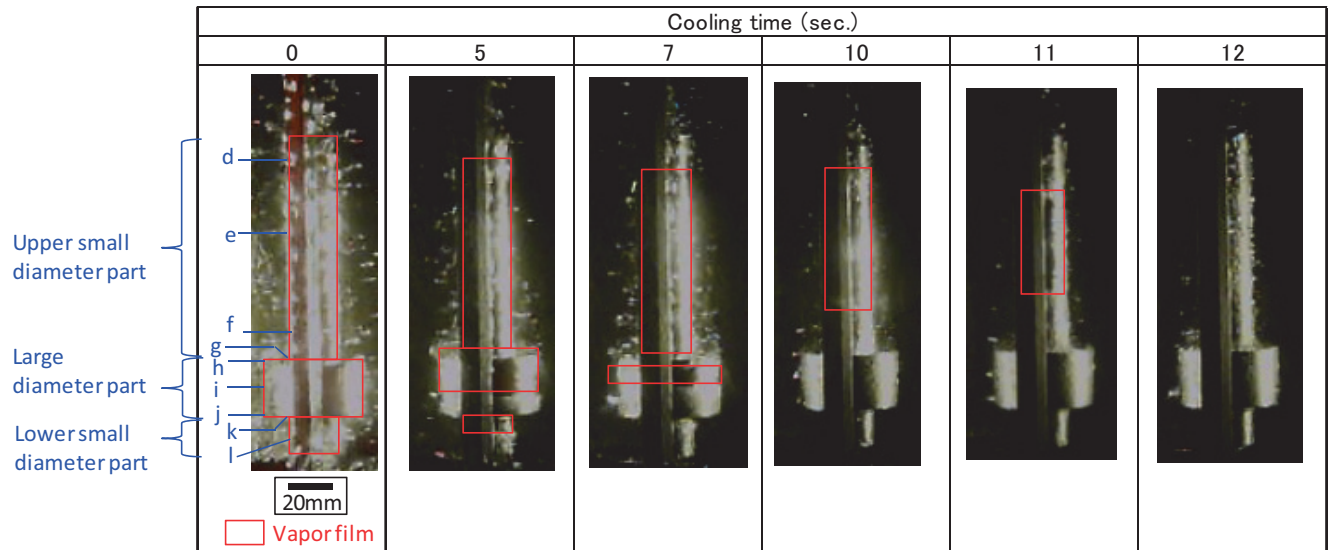 Cooling time (sec.)
0 5 7 10 11 12
d
e
Upper small
diameter part
f
g
Large
diameter part
h
i
j
k
Lower small
diameter part
l
20mm
Vapor film